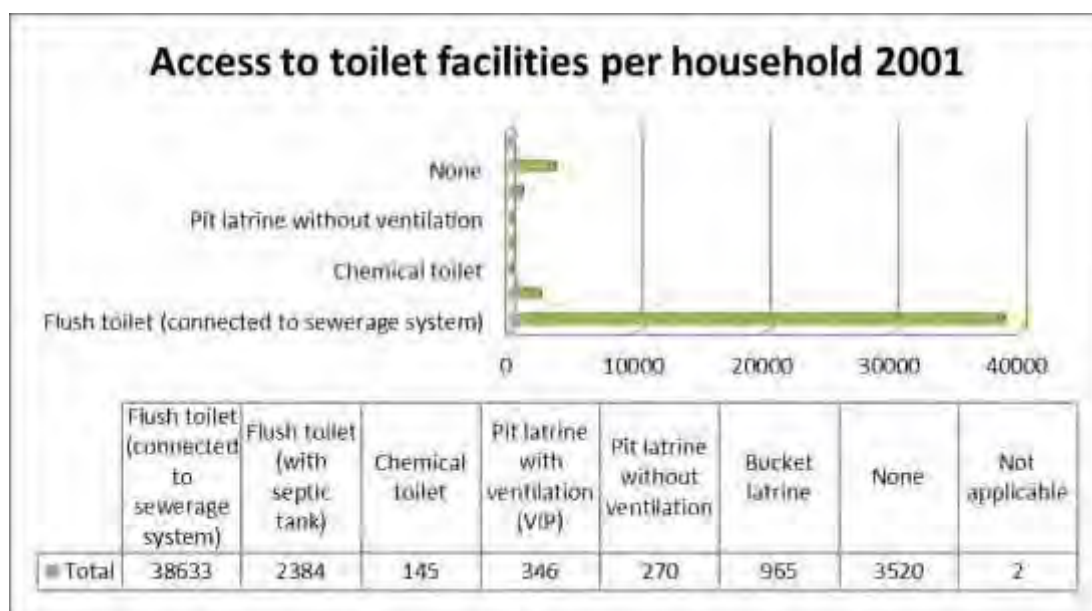 Access to toilet facilities per household 2001
None
Pit latrine without ventilation
Chemical toilet
Flush toilet (connected to sewerage system)
0 10000 20000 30000 40000
Flush toilet (connected to sewerage system)
Flush toilet (with septic tank)
Chemical toilet
Pit latrine with ventilation (VIP)
Pit latrine without ventilation
Bucket latrine
None
Not applicable
Total 38633 2384 145 346 270 965 3520 2